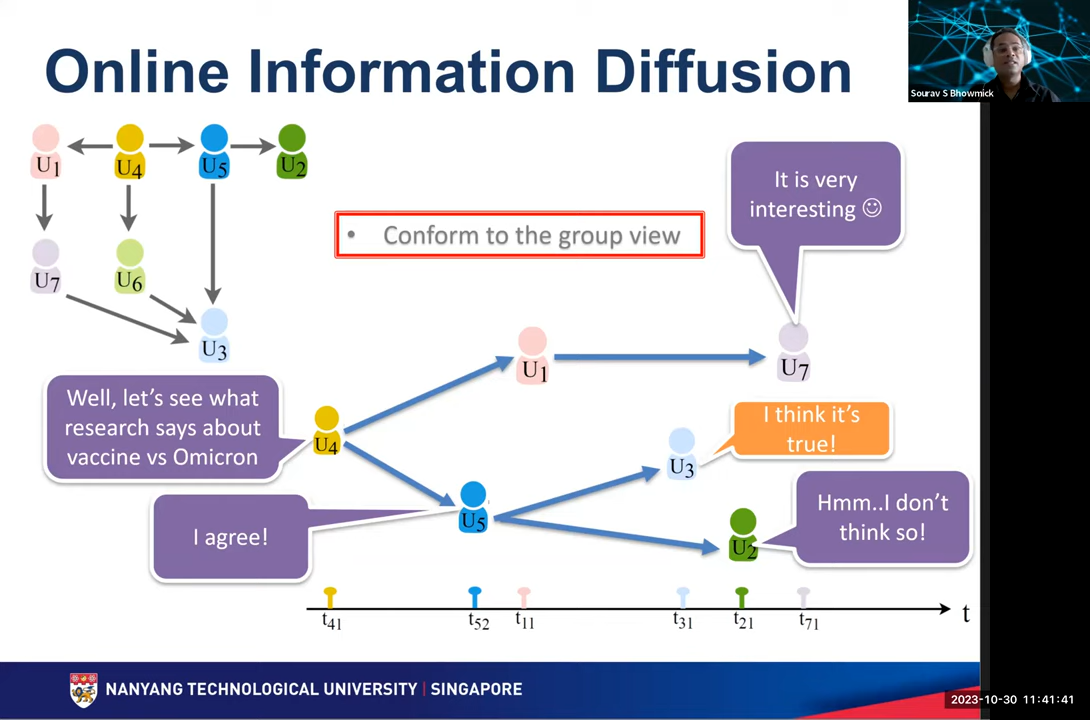 Online Information Diffusion
Sourav S Bhowmick
U1
U4
U5
U2
U7
U6
U3
• Conform to the group view
It is very
interesting ☺
Well, let's see what
research says about
vaccine vs Omicron
U4
U1
U7
I think it's
true!
U3
I agree!
U5
Hmm..I don't
think so!
U2
t41
t52
t11
t31
t21
t71
t
NANYANG TECHNOLOGICAL UNIVERSITY | SINGAPORE
2023-10-30 11:41:41